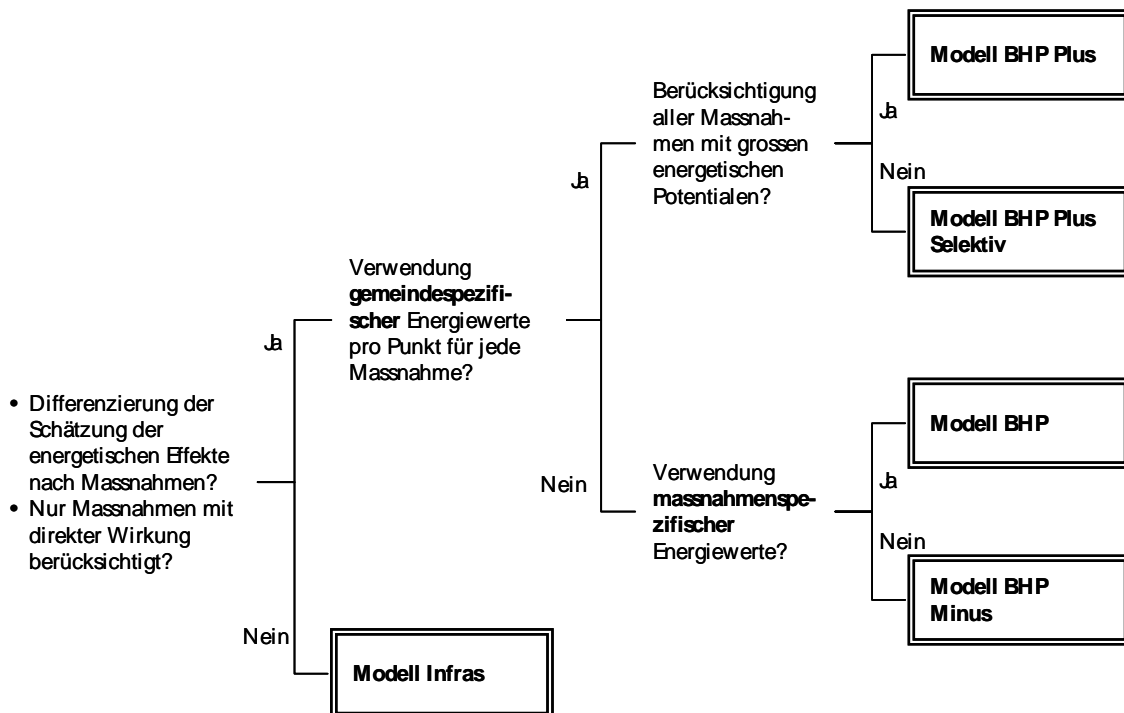 • Differenzierung der
Schätzung der
energetischen Effekte
nach Massnahmen?
• Nur Massnahmen mit
direkter Wirkung
berücksichtigt?
Ja
Nein
Verwendung
gemeindespezifi-
scher Energiewerte
pro Punkt für jede
Massnahme?
Modell Infras
Ja
Nein
Berücksichtigung
aller Massnah-
men mit grossen
energetischen
Potentialen?
Ja
Nein
Modell BHP Plus
Modell BHP Plus
Selektiv
Verwendung
massnahmenspe-
zifischer
Energiewerte?
Ja
Nein
Modell BHP
Modell BHP
Minus